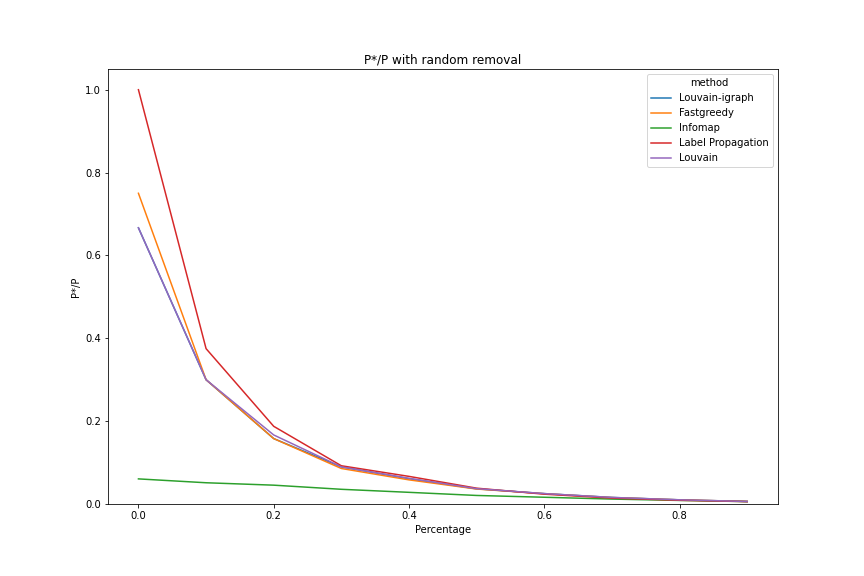 P*/P with random removal
method
Louvain-igraph
Fastgreedy
Infomap
Label Propagation
Louvain
P*/P
1.0
0.8
0.6
0.4
0.2
0.0
0.0 0.2 0.4 0.6 0.8
Percentage